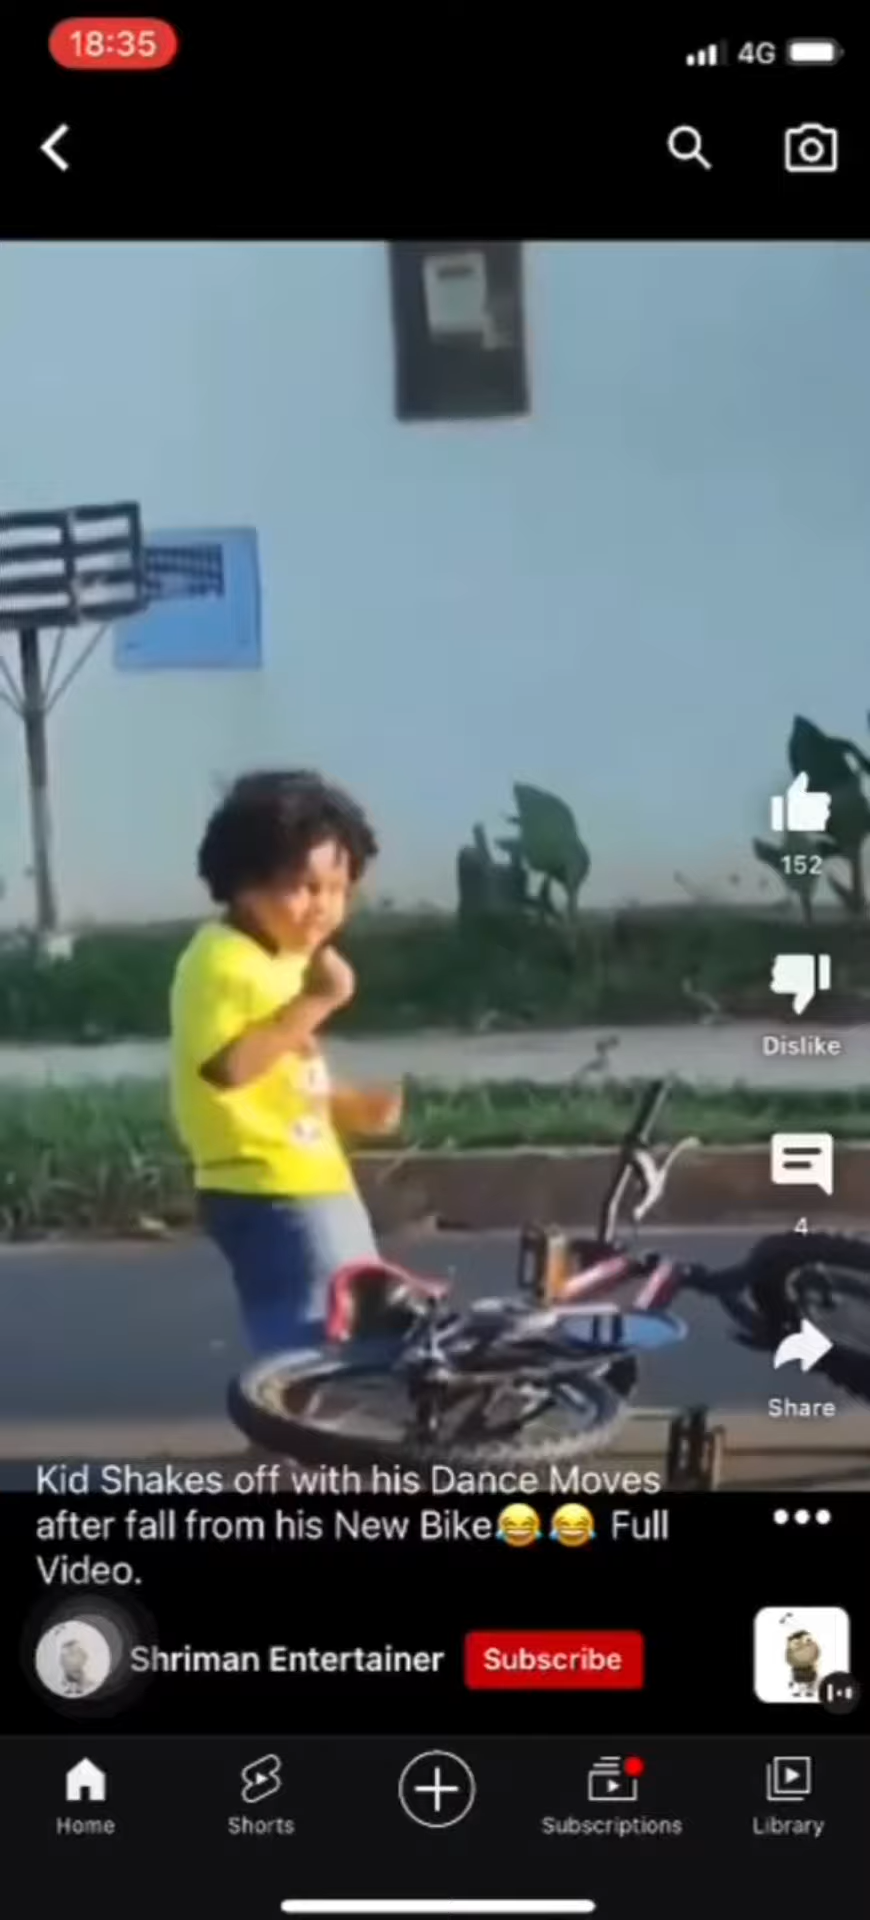 18:35
4G
152
Dislike
4
Share
Kid Shakes off with his Dance Moves
after fall from his New Bike😂😂 Full
Video.
Shriman Entertainer
Subscribe
Home
Shorts
Subscriptions
Library